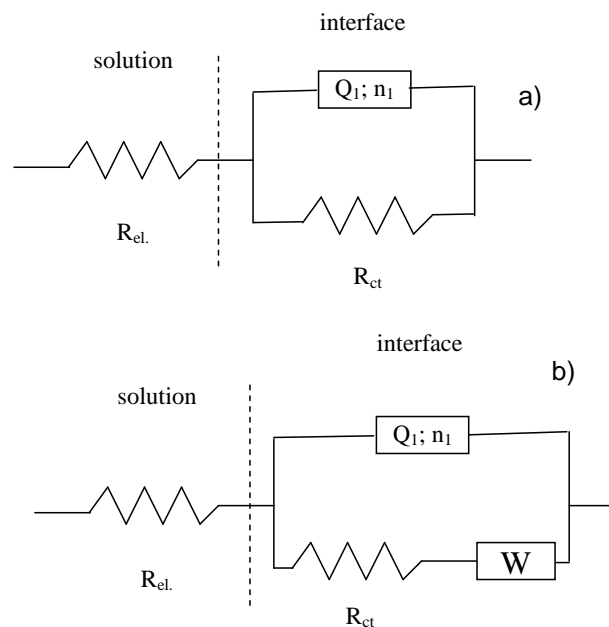 interface
solution
Q1; n1
a)
Rel.
Rct
interface
b)
solution
Q1; n1
W
Rel.
Rct